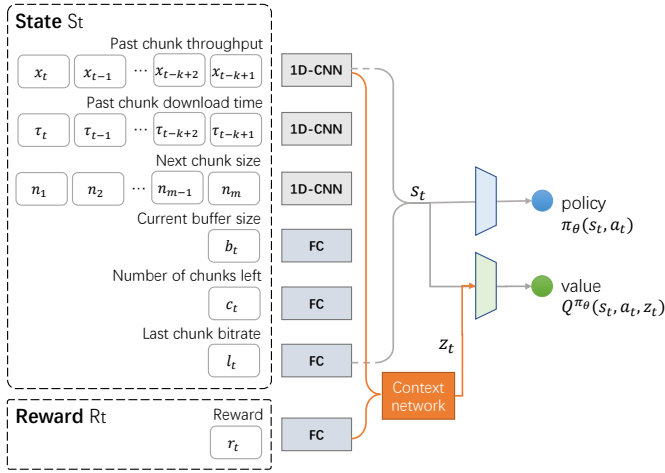 State St
Past chunk throughput
x_t x_{t-1} ... x_{t-k+2} x_{t-k+1} 1D-CNN
Past chunk download time
τ_t τ_{t-1} ... τ_{t-k+2} τ_{t-k+1} 1D-CNN
Next chunk size
n_1 n_2 ... n_{m-1} n_m 1D-CNN
Current buffer size
b_t FC
Number of chunks left
c_t FC
Last chunk bitrate
l_t FC
Reward Rt
Reward
r_t FC
s_t
z_t
Context
network
policy
π_θ(s_t, a_t)
value
Q^{π_θ}(s_t, a_t, z_t)